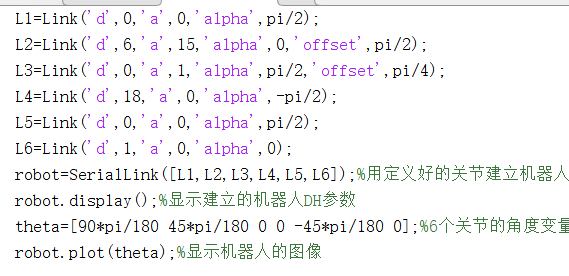 L1=Link('d',0,'a',0,'alpha',pi/2);
L2=Link('d',6,'a',15,'alpha',0,'offset',pi/2);
L3=Link('d',0,'a',1,'alpha',pi/2,'offset',pi/4);
L4=Link('d',18,'a',0,'alpha',-pi/2);
L5=Link('d',0,'a',0,'alpha',pi/2);
L6=Link('d',1,'a',0,'alpha',0);
robot=SerialLink([L1,L2,L3,L4,L5,L6]);%用定义好的关节建立机器人
robot.display();%显示建立的机器人DH参数
theta=[90*pi/180 45*pi/180 0 0 -45*pi/180 0];%6个关节的角度变量
robot.plot(theta);%显示机器人的图像